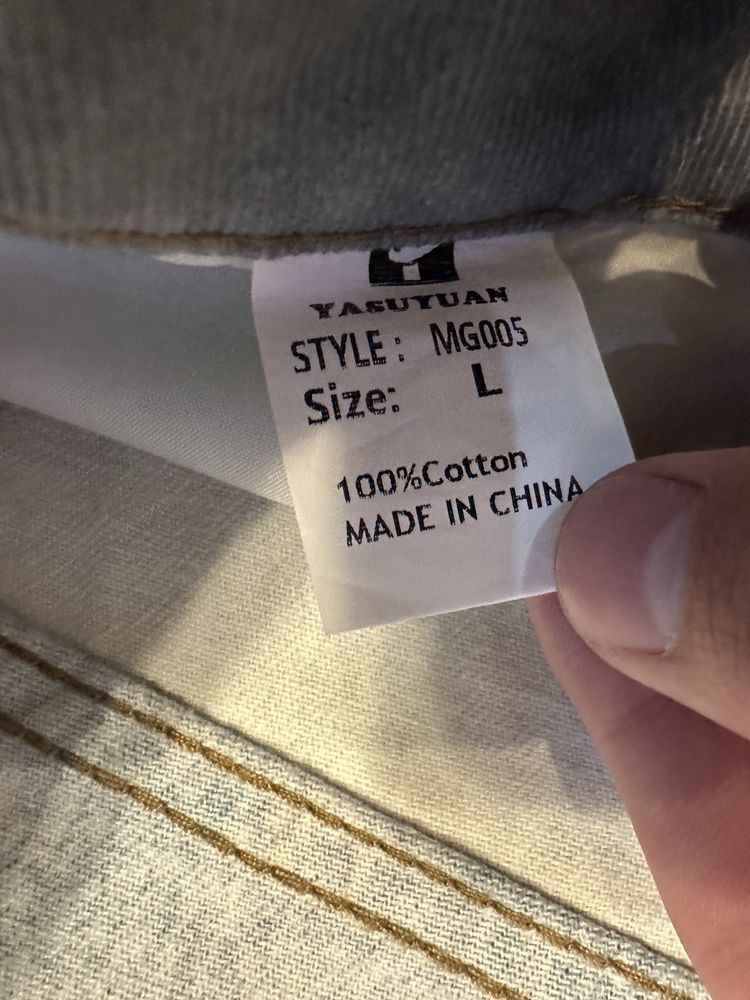 YASUYUAN
STYLE: MG005
Size: L
100%Cotton
MADE IN CHINA